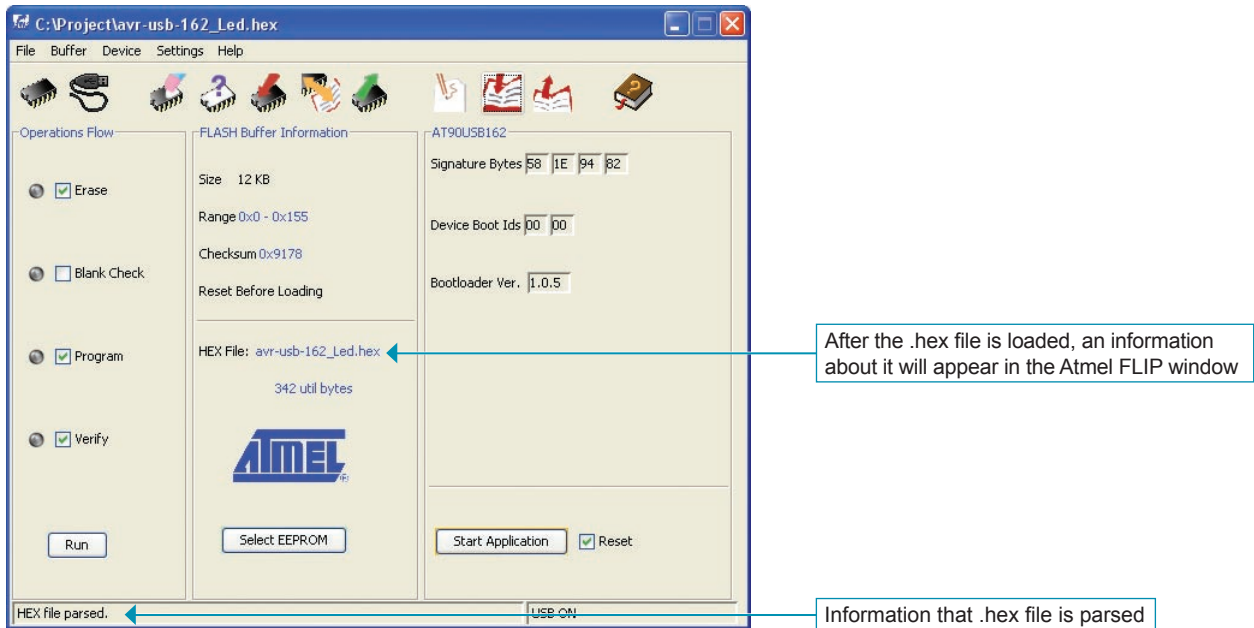 C:\Project\avr-usb-162_Led.hex
File Buffer Device Settings Help
Operations Flow
Erase
Blank Check
Program
Verify
Run
FLASH Buffer Information
Size 12 KB
Range 0x0 - 0x155
Checksum 0x9178
Reset Before Loading
HEX File: avr-usb-162_Led.hex
342 util bytes
ATMEL
Select EEPROM
AT90USB162
Signature Bytes 58 1E 94 82
Device Boot Ids 00 00
Bootloader Ver. 1.0.5
Start Application Reset
HEX file parsed.
USB ON
After the .hex file is loaded, an information
about it will appear in the Atmel FLIP window
Information that .hex file is parsed